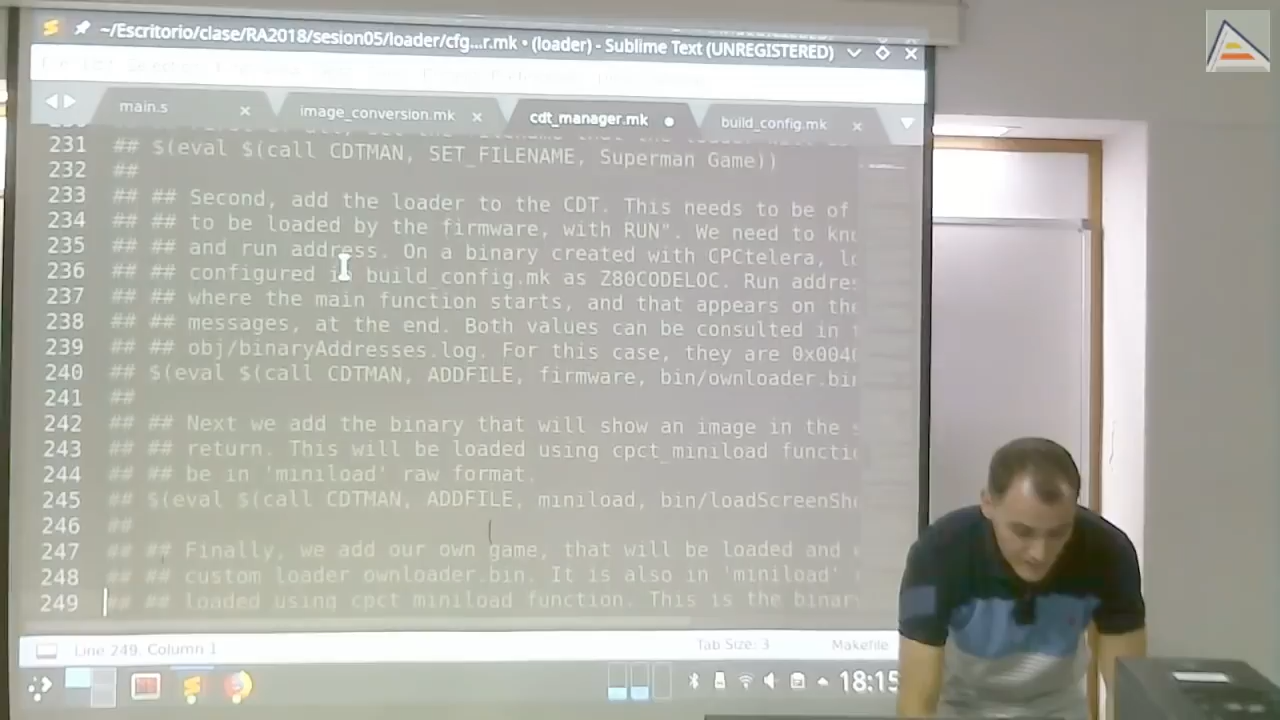 ~/Escritorio/clase/RA2018/sesion05/loader/cfg...r.mk • (loader) - Sublime Text (UNREGISTERED)
main.s
image_conversion.mk
cdt_manager.mk
build_config.mk
231 ## $(eval $(call CDTMAN, SET_FILENAME, Superman Game))
232 ##
233 ## ## Second, add the loader to the CDT. This needs to be of
234 ## ## to be loaded by the firmware, with RUN". We need to kno
235 ## ## and run address. On a binary created with CPCtelera, lo
236 ## ## configured in build_config.mk as Z80CODELOC. Run addres
237 ## ## where the main function starts, and that appears on the
238 ## ## messages, at the end. Both values can be consulted in
239 ## ## obj/binaryAddresses.log. For this case, they are 0x0040
240 ## $(eval $(call CDTMAN, ADDFILE, firmware, bin/ownloader.bin
241 ##
242 ## ## Next we add the binary that will show an image in the
243 ## ## return. This will be loaded using cpct_miniload functi
244 ## ## be in 'miniload' raw format.
245 ## $(eval $(call CDTMAN, ADDFILE, miniload, bin/loadScreenSh
246 ##
247 ## ## Finally, we add our own game, that will be loaded and
248 ## ## custom loader ownloader.bin. It is also in 'miniload'
249 ## ## loaded using cpct_miniload function. This is the binar
Line 249, Column 1
Tab Size: 3
Makefile
18:15